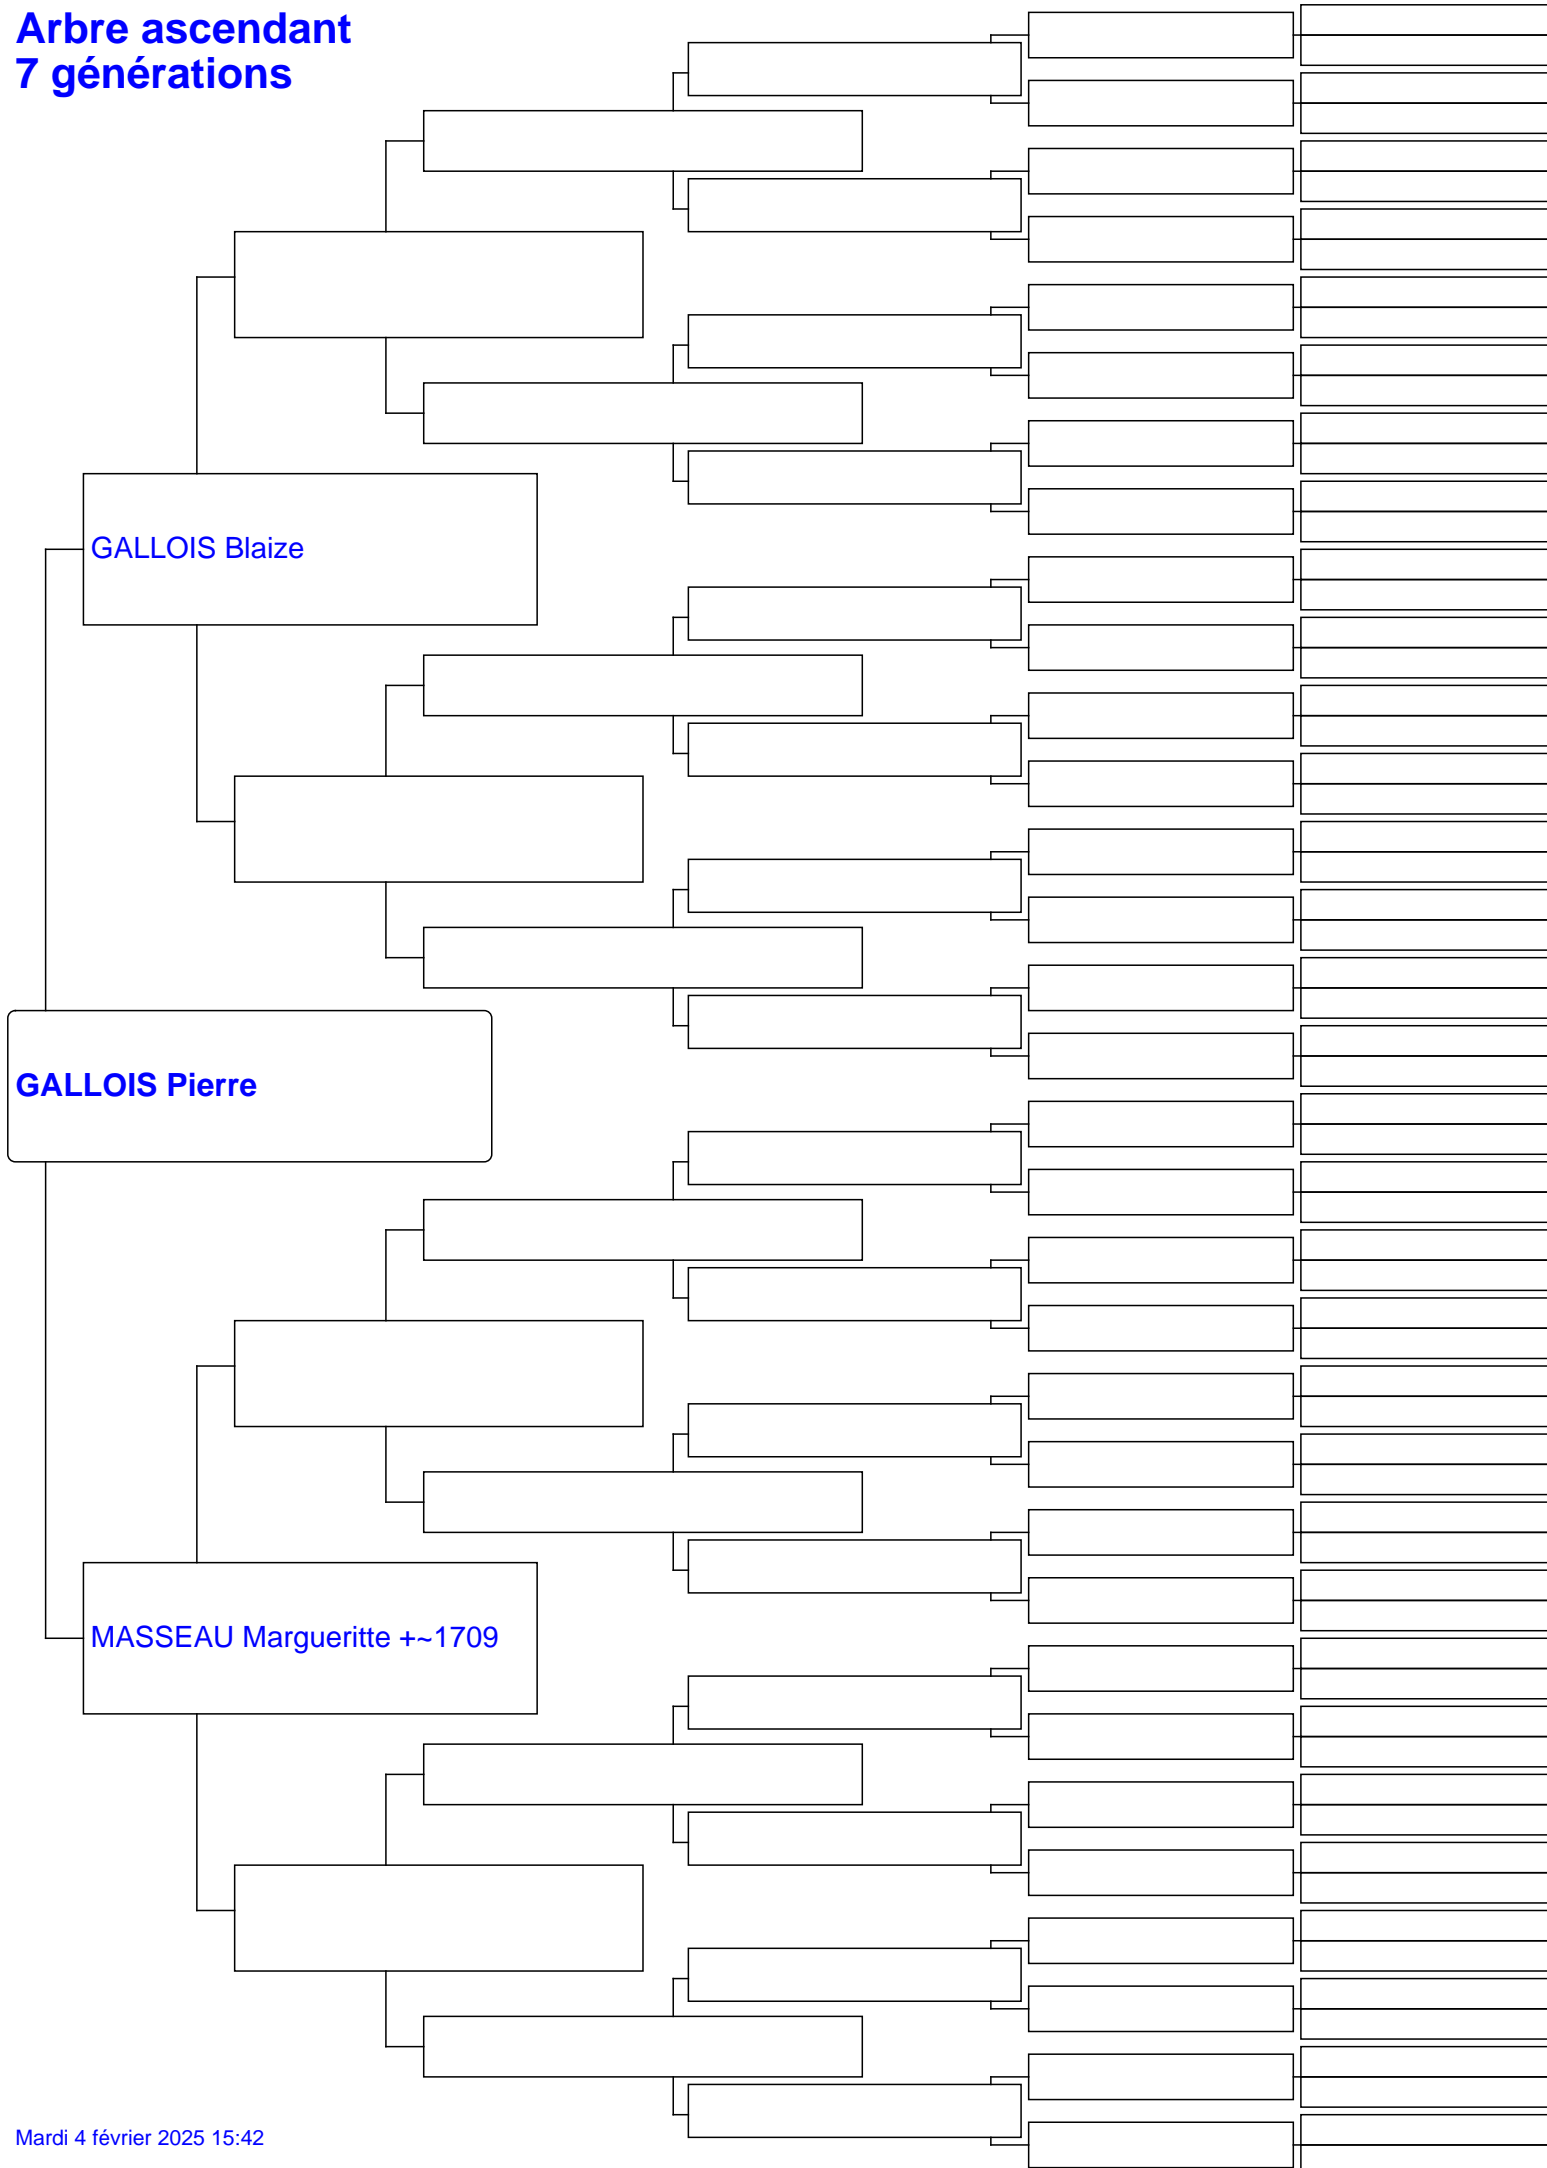 Arbre ascendant
7 générations
GALLOIS Blaize
GALLOIS Pierre
MASSEAU Margueritte +~1709
Mardi 4 février 2025 15:42